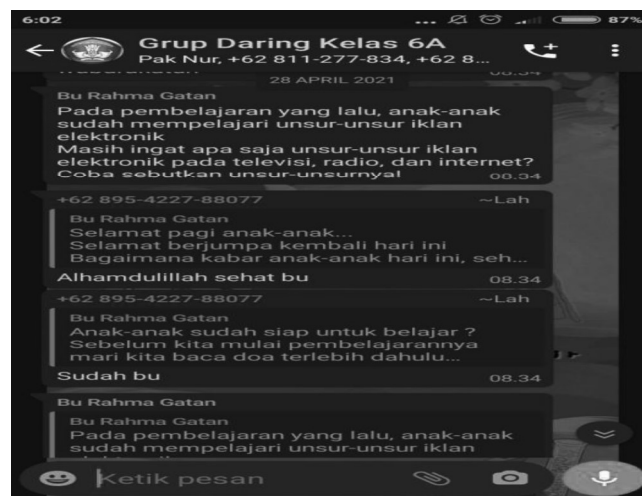 6:02 ... 87%
Grup Daring Kelas 6A
Pak Nur, +62 811-277-834, +62 8...
08.34
28 APRIL 2021
Bu Rahma Gatan
Pada pembelajaran yang lalu, anak-anak
sudah mempelajari unsur-unsur iklan
elektronik
Masih ingat apa saja unsur-unsur iklan
elektronik pada televisi, radio, dan internet?
Coba sebutkan unsur-unsurnya!
08.34
+62 895-4227-88077 ~Lah
Bu Rahma Gatan
Selamat pagi anak-anak...
Selamat berjumpa kembali hari ini
Bagaimana kabar anak-anak hari ini, seh...
Alhamdulillah sehat bu 08.34
+62 895-4227-88077 ~Lah
Bu Rahma Gatan
Anak-anak sudah siap untuk belajar ?
Sebelum kita mulai pembelajarannya
mari kita baca doa terlebih dahulu...
Sudah bu 08.34
Bu Rahma Gatan
Bu Rahma Gatan
Pada pembelajaran yang lalu, anak-anak
sudah mempelajari unsur-unsur iklan
Ketik pesan